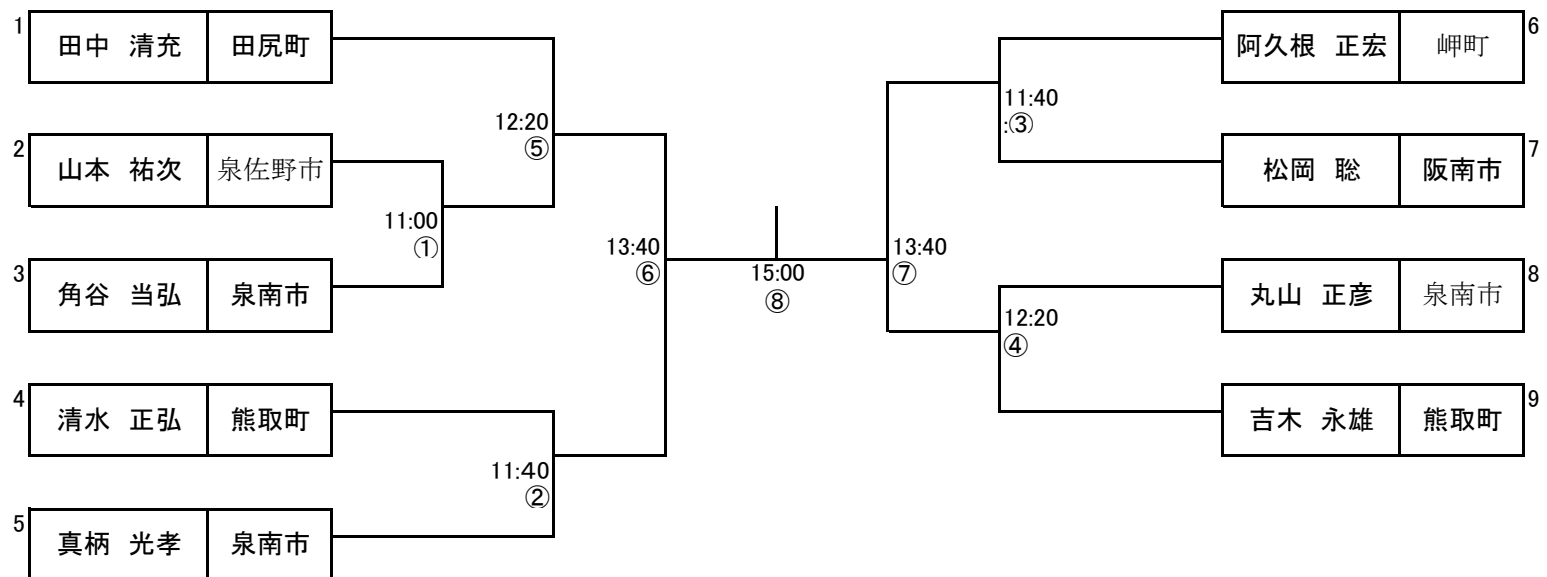 1 田中 清充 田尻町
12:20
⑤
2 山本 祐次 泉佐野市
11:00
①
3 角谷 当弘 泉南市
13:40
⑥
4 清水 正弘 熊取町
11:40
②
5 真柄 光孝 泉南市
15:00
⑧
阿久根 正宏 岬町 6
11:40
:③
松岡 聡 阪南市 7
13:40
⑦
丸山 正彦 泉南市 8
12:20
④
吉木 永雄 熊取町 9